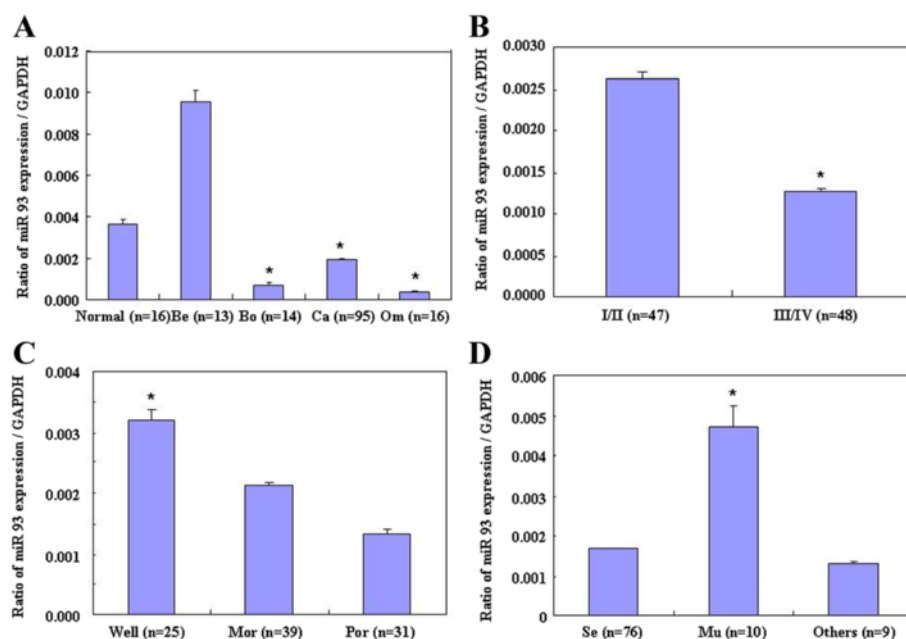 A
Ratio of miR 93 expression / GAPDH
0.012
0.010
0.008
0.006
0.004
0.002
0.000
*
*
*
Normal (n=16) Be (n=13) Bo (n=14) Ca (n=95) Om (n=16)
B
Ratio of miR 93 expression / GAPDH
0.0030
0.0025
0.0020
0.0015
0.0010
0.0005
0.0000
*
I/II (n=47) III/IV (n=48)
C
Ratio of miR 93 expression / GAPDH
0.004
0.003
0.002
0.001
0.000
*
Well (n=25) Mor (n=39) Por (n=31)
D
Ratio of miR 93 expression / GAPDH
0.006
0.005
0.004
0.003
0.002
0.001
0
*
Se (n=76) Mu (n=10) Others (n=9)